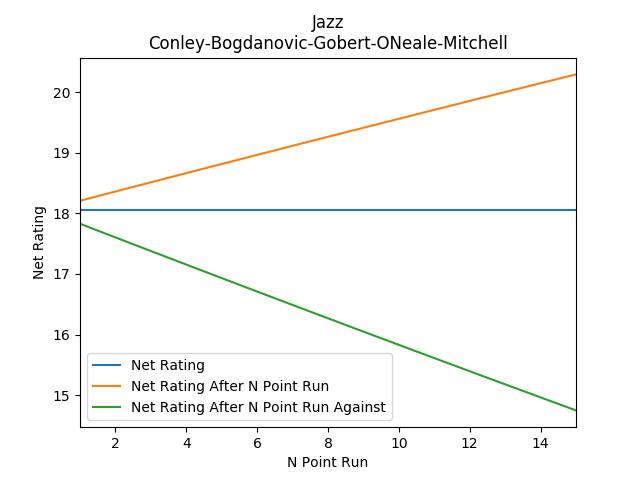 Jazz
Conley-Bogdanovic-Gobert-ONeale-Mitchell
Net Rating
20
19
18
17
16
15
Net Rating
Net Rating After N Point Run
Net Rating After N Point Run Against
2 4 6 8 10 12 14
N Point Run